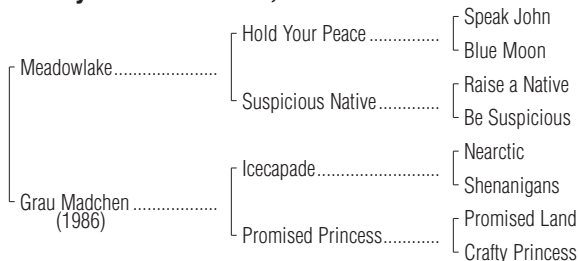 Speak John
Hold Your Peace
Blue Moon
Meadowlake
Raise a Native
Suspicious Native
Be Suspicious
Nearctic
Icecapade
Shenanigans
Grau Madchen
(1986)
Promised Land
Promised Princess
Crafty Princess